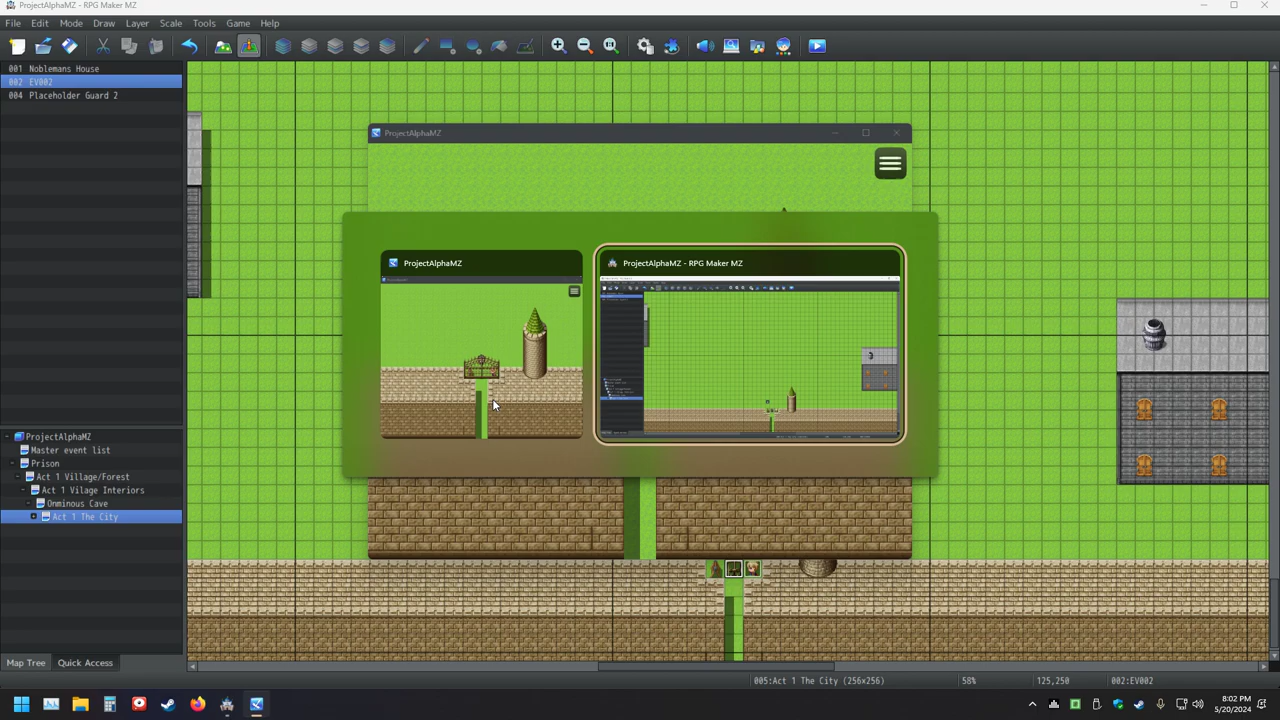 ProjectAlphaMZ - RPG Maker MZ
File Edit Mode Draw Layer Scale Tools Game Help
001 Noblemans House
002 EV002
004 Placeholder Guard 2
ProjectAlphaMZ
ProjectAlphaMZ
ProjectAlphaMZ - RPG Maker MZ
ProjectAlphaMZ
Master event list
Prison
Act 1 Village/Forest
Act 1 Vilage Interiors
Onminous Cave
Act 1 The City
Map Tree Quick Access
005:Act 1 The City (256x256) 58% 125,250 002:EV002
8:02 PM
5/20/2024